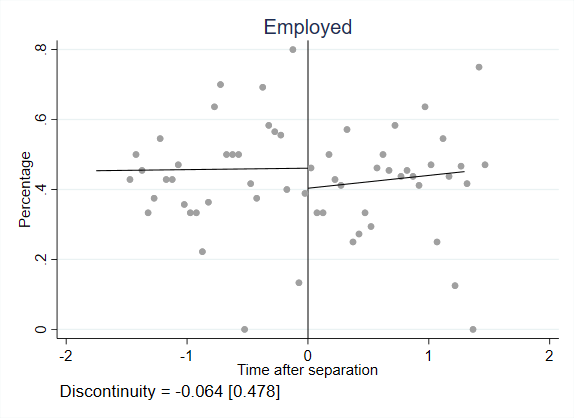 Employed
Percentage
.8
.6
.4
.2
0
-2 -1 0 1 2
Time after separation
Discontinuity = -0.064 [0.478]